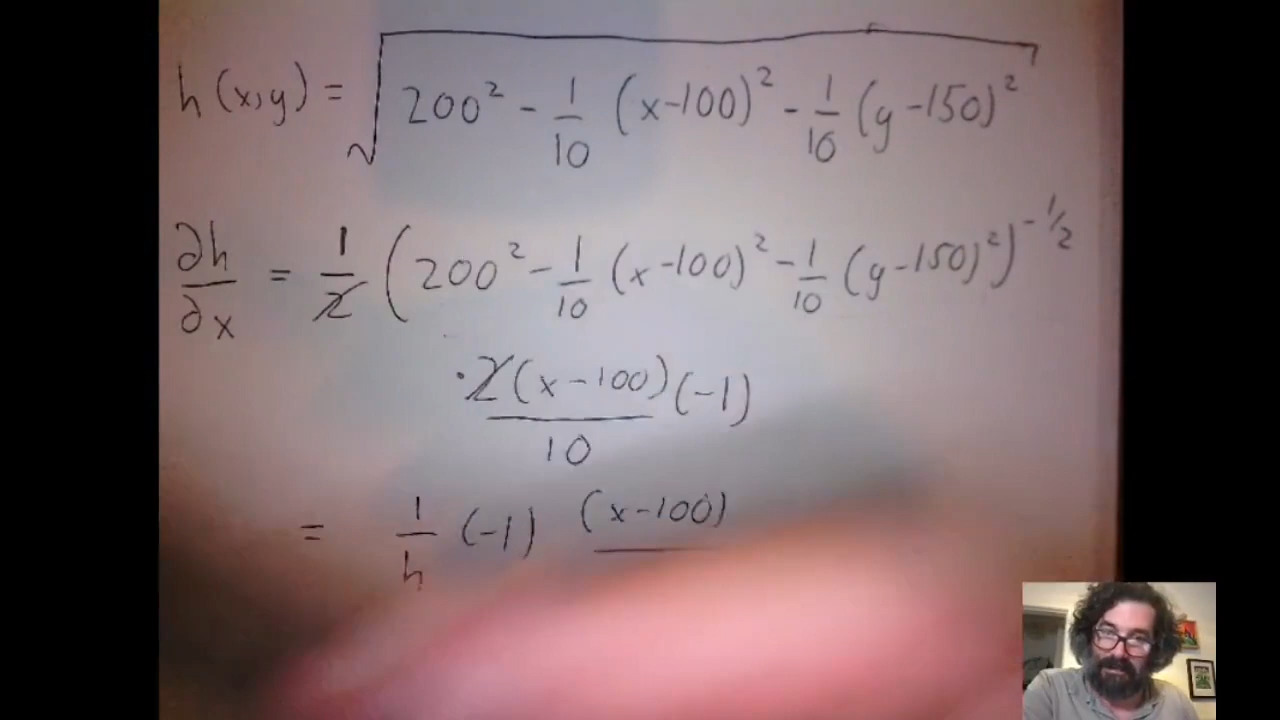 h(x,y) = √(200² - 1/10 (x-100)² - 1/10 (y-150)²)
∂h/∂x = 1/2 (200² - 1/10 (x-100)² - 1/10 (y-150)²)^(-1/2)
· 2(x-100)/10 (-1)
= 1/h (-1) (x-100)